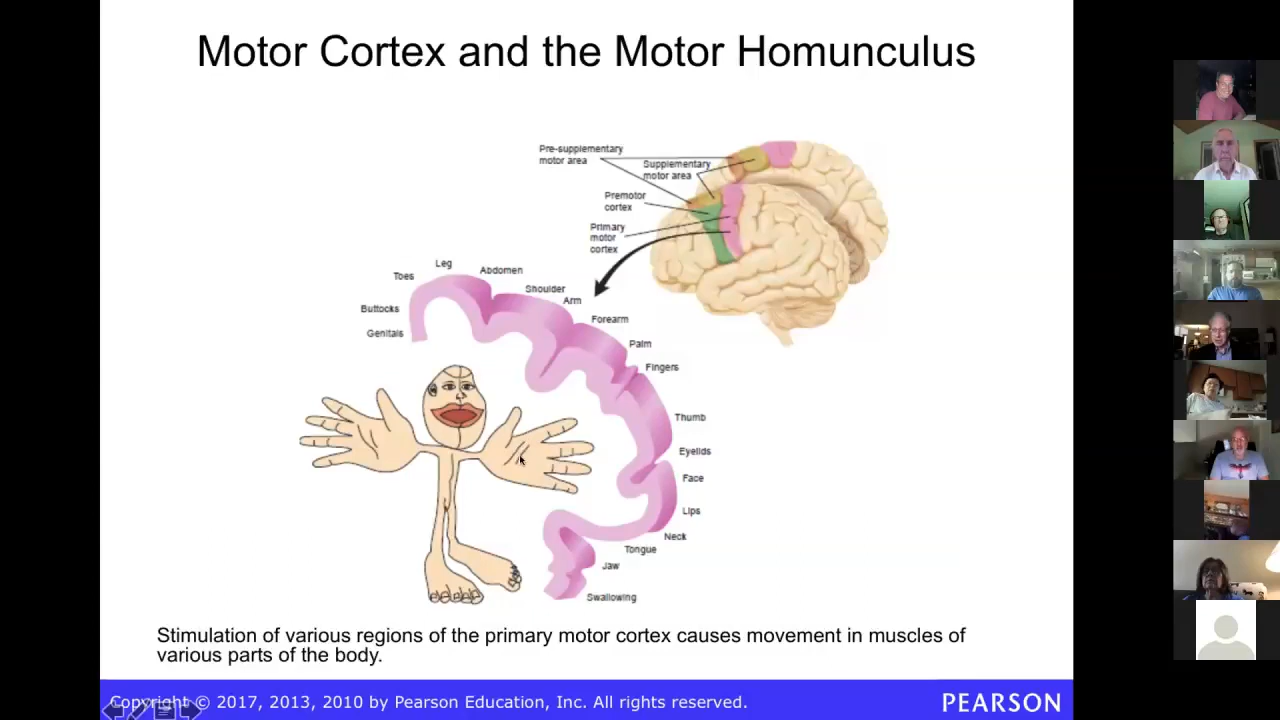 Motor Cortex and the Motor Homunculus
Pre-supplementary
motor area
Supplementary
motor area
Premotor
cortex
Primary
motor
cortex
Leg
Toes
Abdomen
Shoulder
Arm
Buttocks
Forearm
Genitals
Palm
Fingers
Thumb
Eyelids
Face
Lips
Neck
Tongue
Jaw
Swallowing
Stimulation of various regions of the primary motor cortex causes movement in muscles of
various parts of the body.
Copyright © 2017, 2013, 2010 by Pearson Education, Inc. All rights reserved.
PEARSON